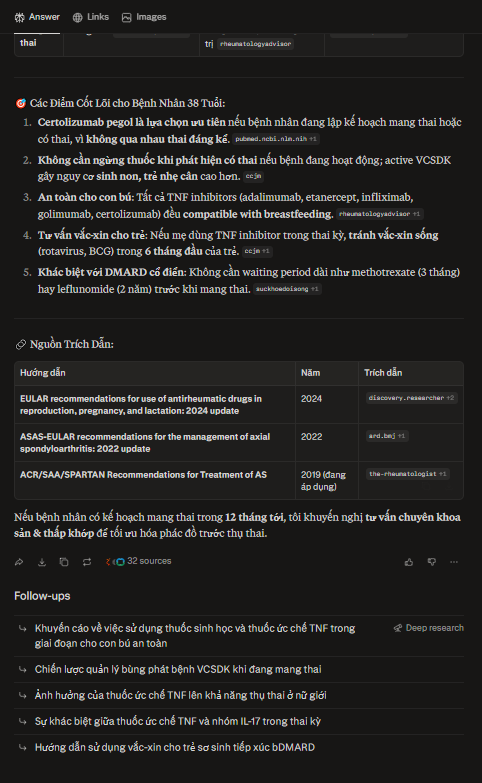 Answer Links Images
thai
trị rheumatologyadvisor
🎯 Các Điểm Cốt Lõi cho Bệnh Nhân 38 Tuổi:
1. Certolizumab pegol là lựa chọn ưu tiên nếu bệnh nhân đang lập kế hoạch mang thai hoặc
có thai, vì không qua nhau thai đáng kể. pubmed.ncbi.nlm.nih +1
2. Không cần ngừng thuốc khi phát hiện có thai nếu bệnh đang hoạt động; active VCSDK
gây nguy cơ sinh non, trẻ nhẹ cân cao hơn. ccjm
3. An toàn cho con bú: Tất cả TNF inhibitors (adalimumab, etanercept, infliximab,
golimumab, certolizumab) đều compatible with breastfeeding. rheumatologyadvisor +1
4. Tư vấn vắc-xin cho trẻ: Nếu mẹ dùng TNF inhibitor trong thai kỳ, tránh vắc-xin sống
(rotavirus, BCG) trong 6 tháng đầu của trẻ. ccjm +1
5. Khác biệt với DMARD cổ điển: Không cần waiting period dài như methotrexate (3 tháng)
hay leflunomide (2 năm) trước khi mang thai. suckhoedoisong +1
🔗 Nguồn Trích Dẫn:
Hướng dẫn Năm Trích dẫn
EULAR recommendations for use of antirheumatic drugs in
reproduction, pregnancy, and lactation: 2024 update
2024 discovery.researcher +2
ASAS-EULAR recommendations for the management of axial
spondyloarthritis: 2022 update
2022 ard.bmj +1
ACR/SAA/SPARTAN Recommendations for Treatment of AS
2019 (đang
áp dụng)
the-rheumatologist +1
Nếu bệnh nhân có kế hoạch mang thai trong 12 tháng tới, tôi khuyến nghị tư vấn chuyên khoa
sản & thấp khớp để tối ưu hóa phác đồ trước thụ thai.
32 sources
Follow-ups
Khuyến cáo về việc sử dụng thuốc sinh học và thuốc ức chế TNF trong
giai đoạn cho con bú an toàn
Deep research
Chiến lược quản lý bùng phát bệnh VCSDK khi đang mang thai
Ảnh hưởng của thuốc ức chế TNF lên khả năng thụ thai ở nữ giới
Sự khác biệt giữa thuốc ức chế TNF và nhóm IL-17 trong thai kỳ
Hướng dẫn sử dụng vắc-xin cho trẻ sơ sinh tiếp xúc bDMARD